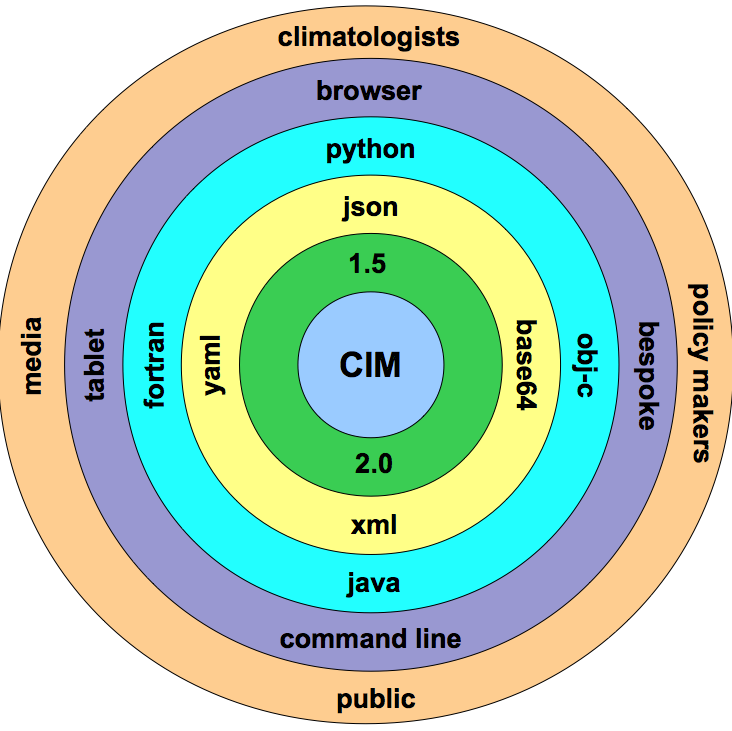 climatologists
browser
python
json
1.5
media
tablet
fortran
yaml
CIM
base64
obj-c
bespoke
policy makers
2.0
xml
java
command line
public